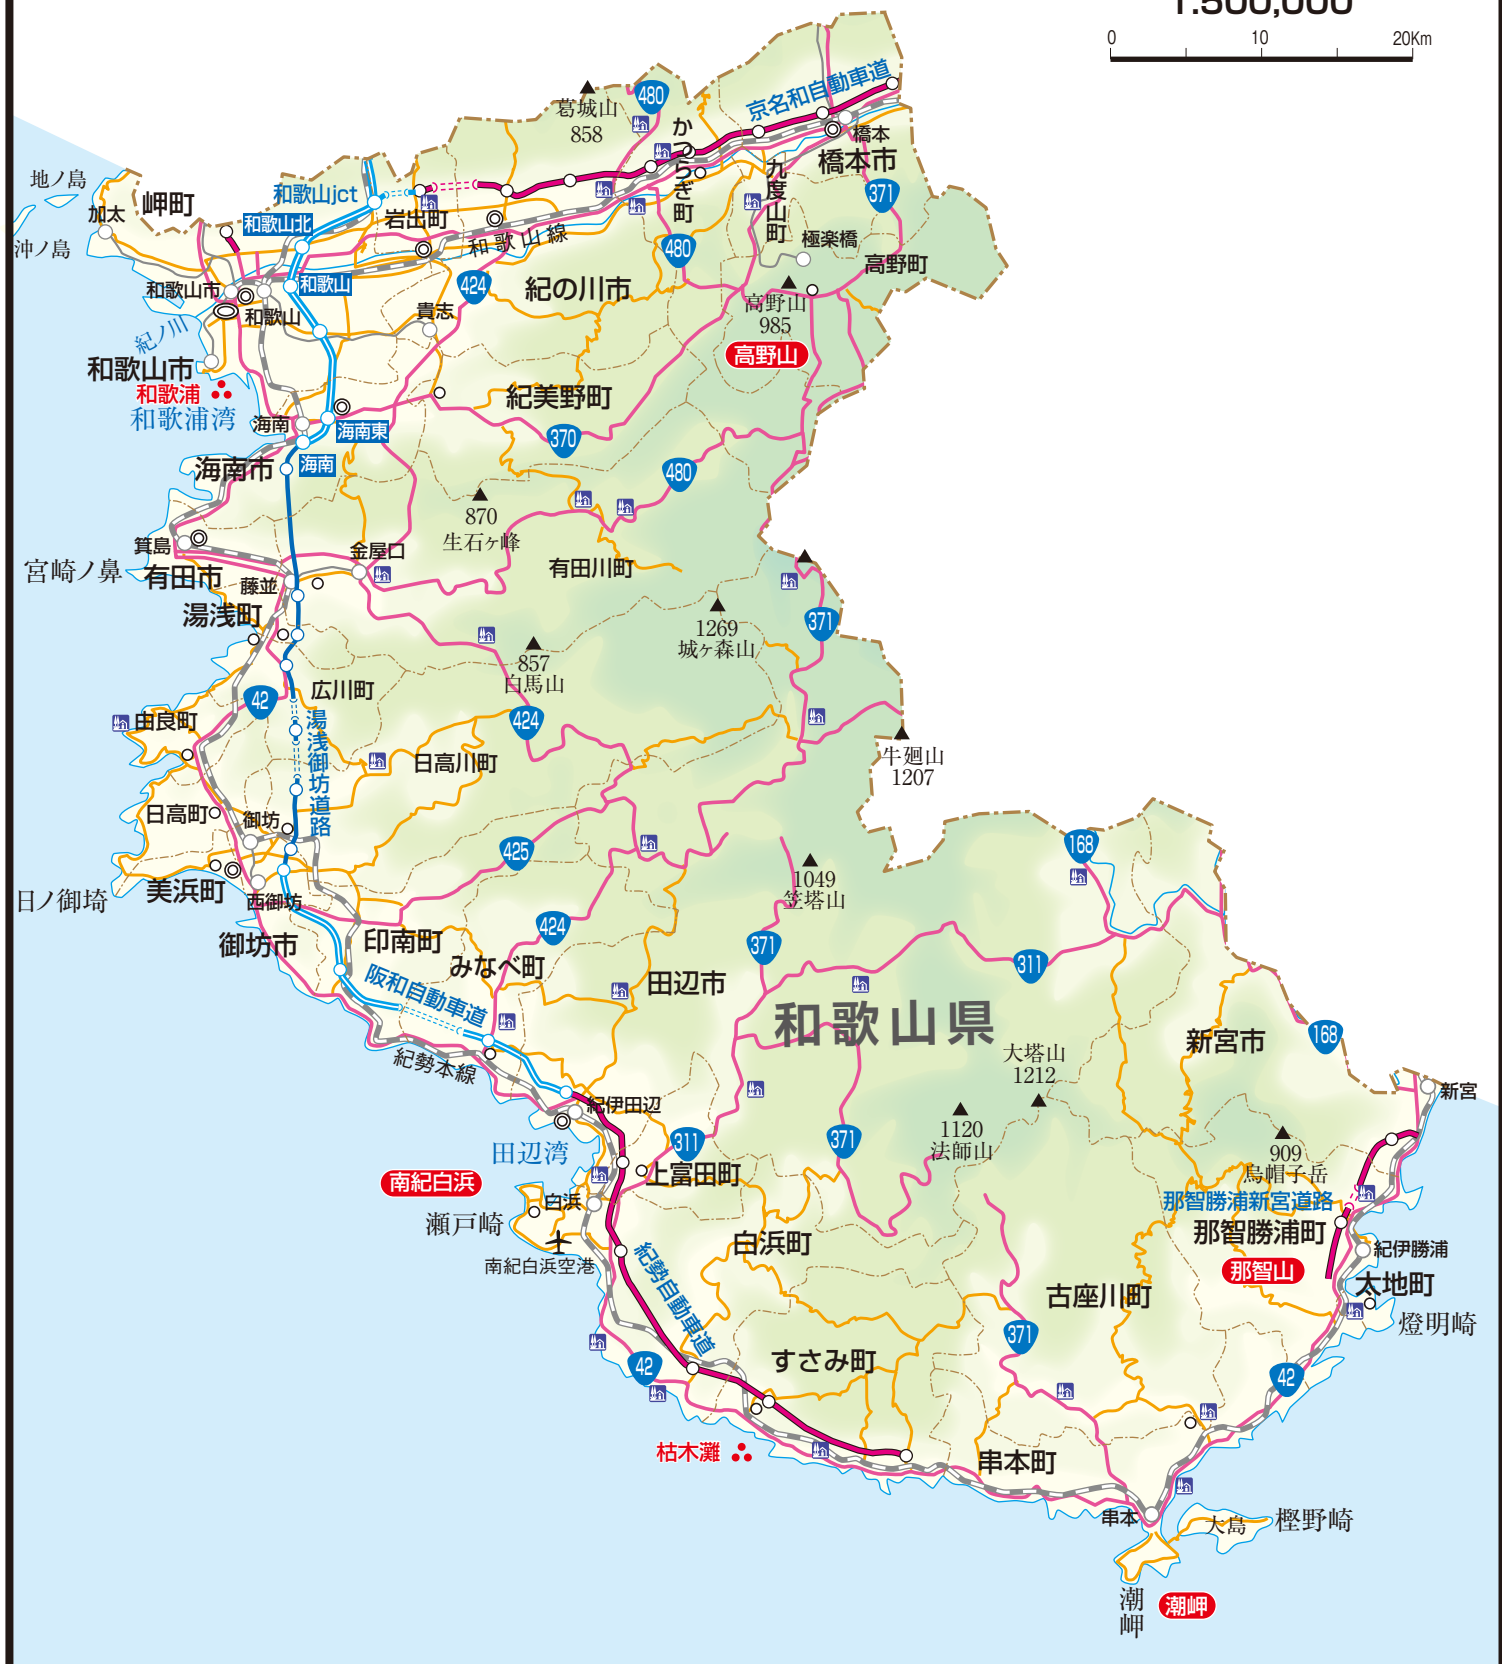 1:500,000
0 10 20Km
京名和自動車道
480
葛城山
858
かつらぎ町
橋本
橋本市
九度山町
371
地ノ島
加太
岬町
和歌山jct
和歌山北
岩出町
和歌山線
沖ノ島
480
極楽橋
高野町
和歌山市
和歌山
424
紀の川市
高野山
985
高野山
紀ノ川
和歌山
貴志
和歌山市
和歌浦
和歌浦湾
紀美野町
海南
海南東
370
海南市
海南
480
870
生石ヶ峰
箕島
金屋口
宮崎ノ鼻
有田市
藤並
有田川町
湯浅町
1269
城ヶ森山
371
857
白馬山
広川町
42
由良町
湯浅御坊道路
424
日高川町
牛廻山
1207
日高町
御坊
425
168
1049
笠塔山
日ノ御埼
美浜町
西御坊
御坊市
印南町
424
みなべ町
371
311
阪和自動車道
田辺市
和歌山県
新宮市
168
紀勢本線
大塔山
1212
新宮
紀伊田辺
田辺湾
311
371
1120
法師山
909
烏帽子岳
上富田町
南紀白浜
白浜
瀬戸崎
那智勝浦新宮道路
那智勝浦町
白浜町
南紀白浜空港
紀勢自動車道
紀伊勝浦
那智山
太地町
古座川町
燈明崎
371
すさみ町
42
42
枯木灘
串本町
串本
大島
樫野崎
潮岬
潮岬